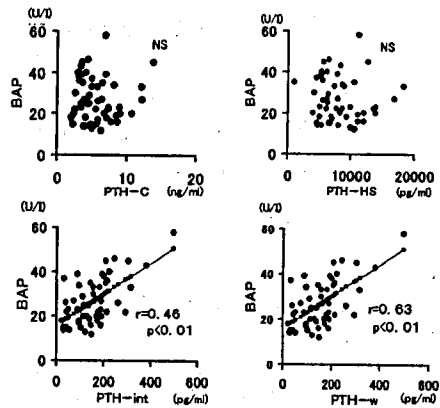 (U/l) (U/l)
60 60
NS NS
40 40
BAP BAP
20 20
0 0
0 10 20 0 10000 20000
PTH-C (ng/ml) PTH-HS (pg/ml)
(U/l) (U/l)
60 60
40 40
BAP BAP
20 r=0.46 20 r=0.63
p<0.01 p<0.01
0 0
0 200 400 600 0 200 400 600
PTH-int (pg/ml) PTH-w (pg/ml)